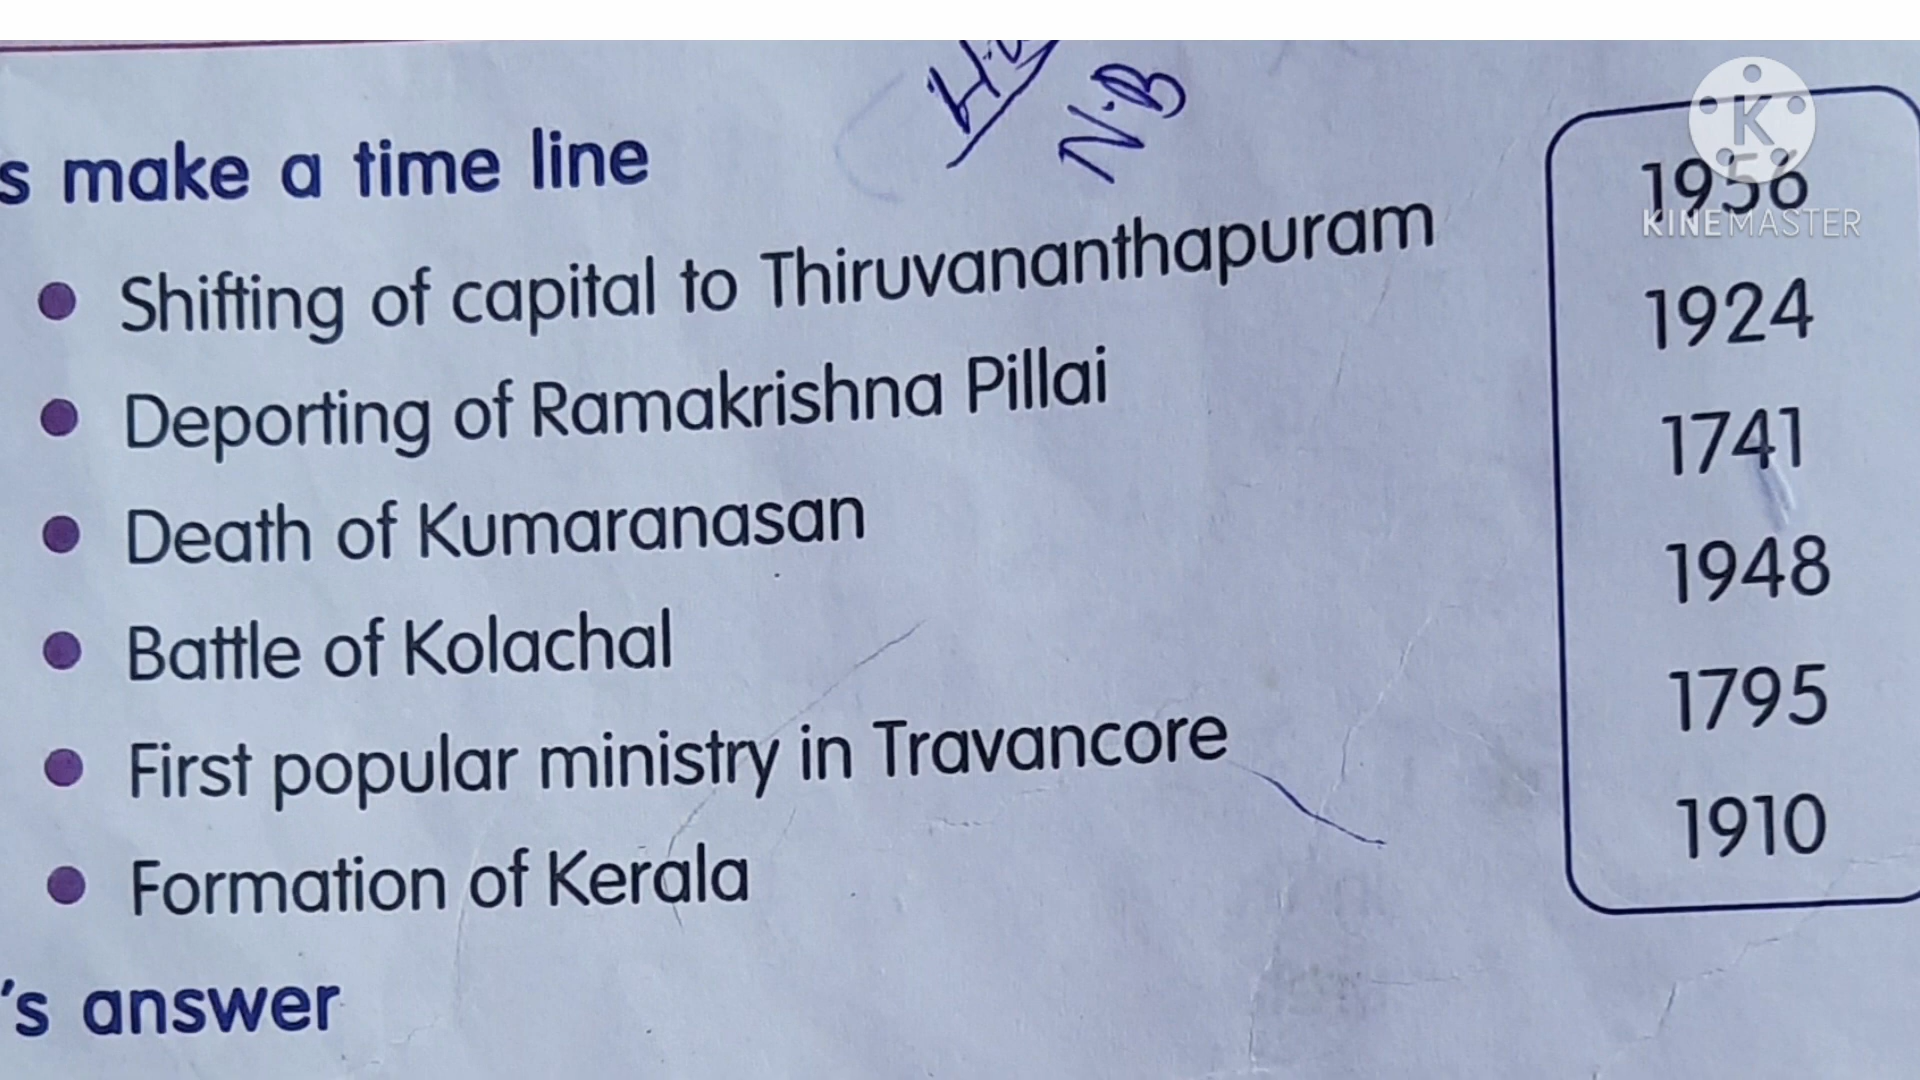 N.B
s make a time line
Shifting of capital to Thiruvananthapuram
Deporting of Ramakrishna Pillai
Death of Kumaranasan
Battle of Kolachal
First popular ministry in Travancore
Formation of Kerala
's answer
K
1956
KINEMASTER
1924
1741
1948
1795
1910